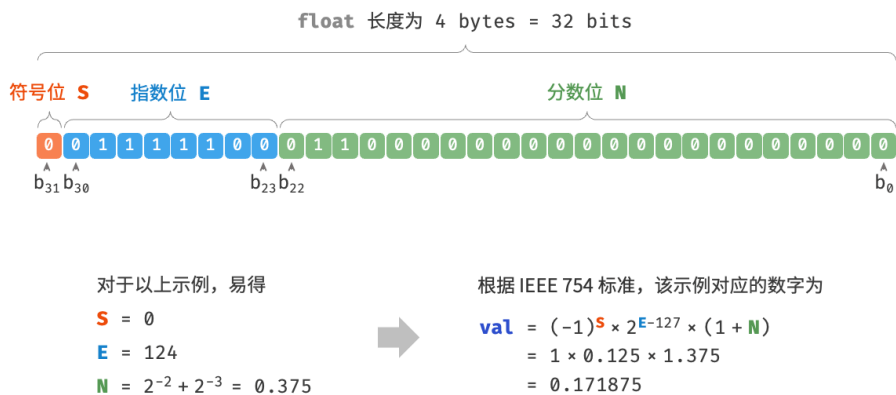 float 长度为 4 bytes = 32 bits
符号位 S 指数位 E 分数位 N
0 0 1 1 1 1 1 0 0 0 1 1 0 0 0 0 0 0 0 0 0 0 0 0 0 0 0 0 0 0 0 0
b31 b30 b23 b22 b0
对于以上示例，易得
S = 0
E = 124
N = 2⁻² + 2⁻³ = 0.375
根据 IEEE 754 标准，该示例对应的数字为
val = (−1)ˢ × 2ᴱ⁻¹²⁷ × (1 + N)
= 1 × 0.125 × 1.375
= 0.171875